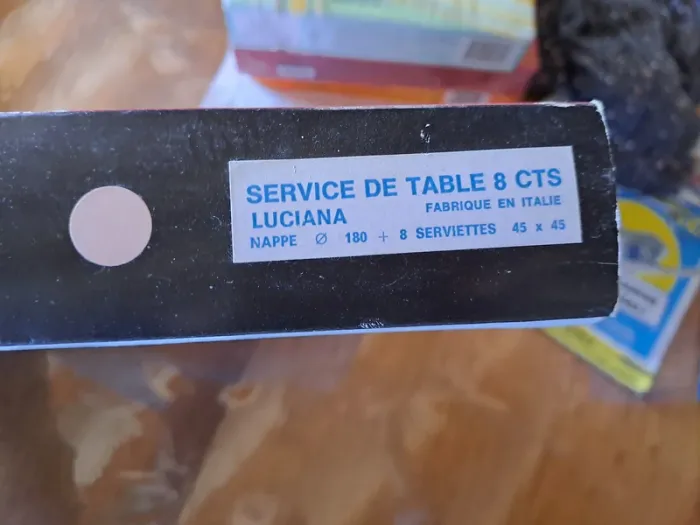 SERVICE DE TABLE 8 CTS
LUCIANA
FABRIQUE EN ITALIE
NAPPE Ø 180 + 8 SERVIETTES 45 x 45